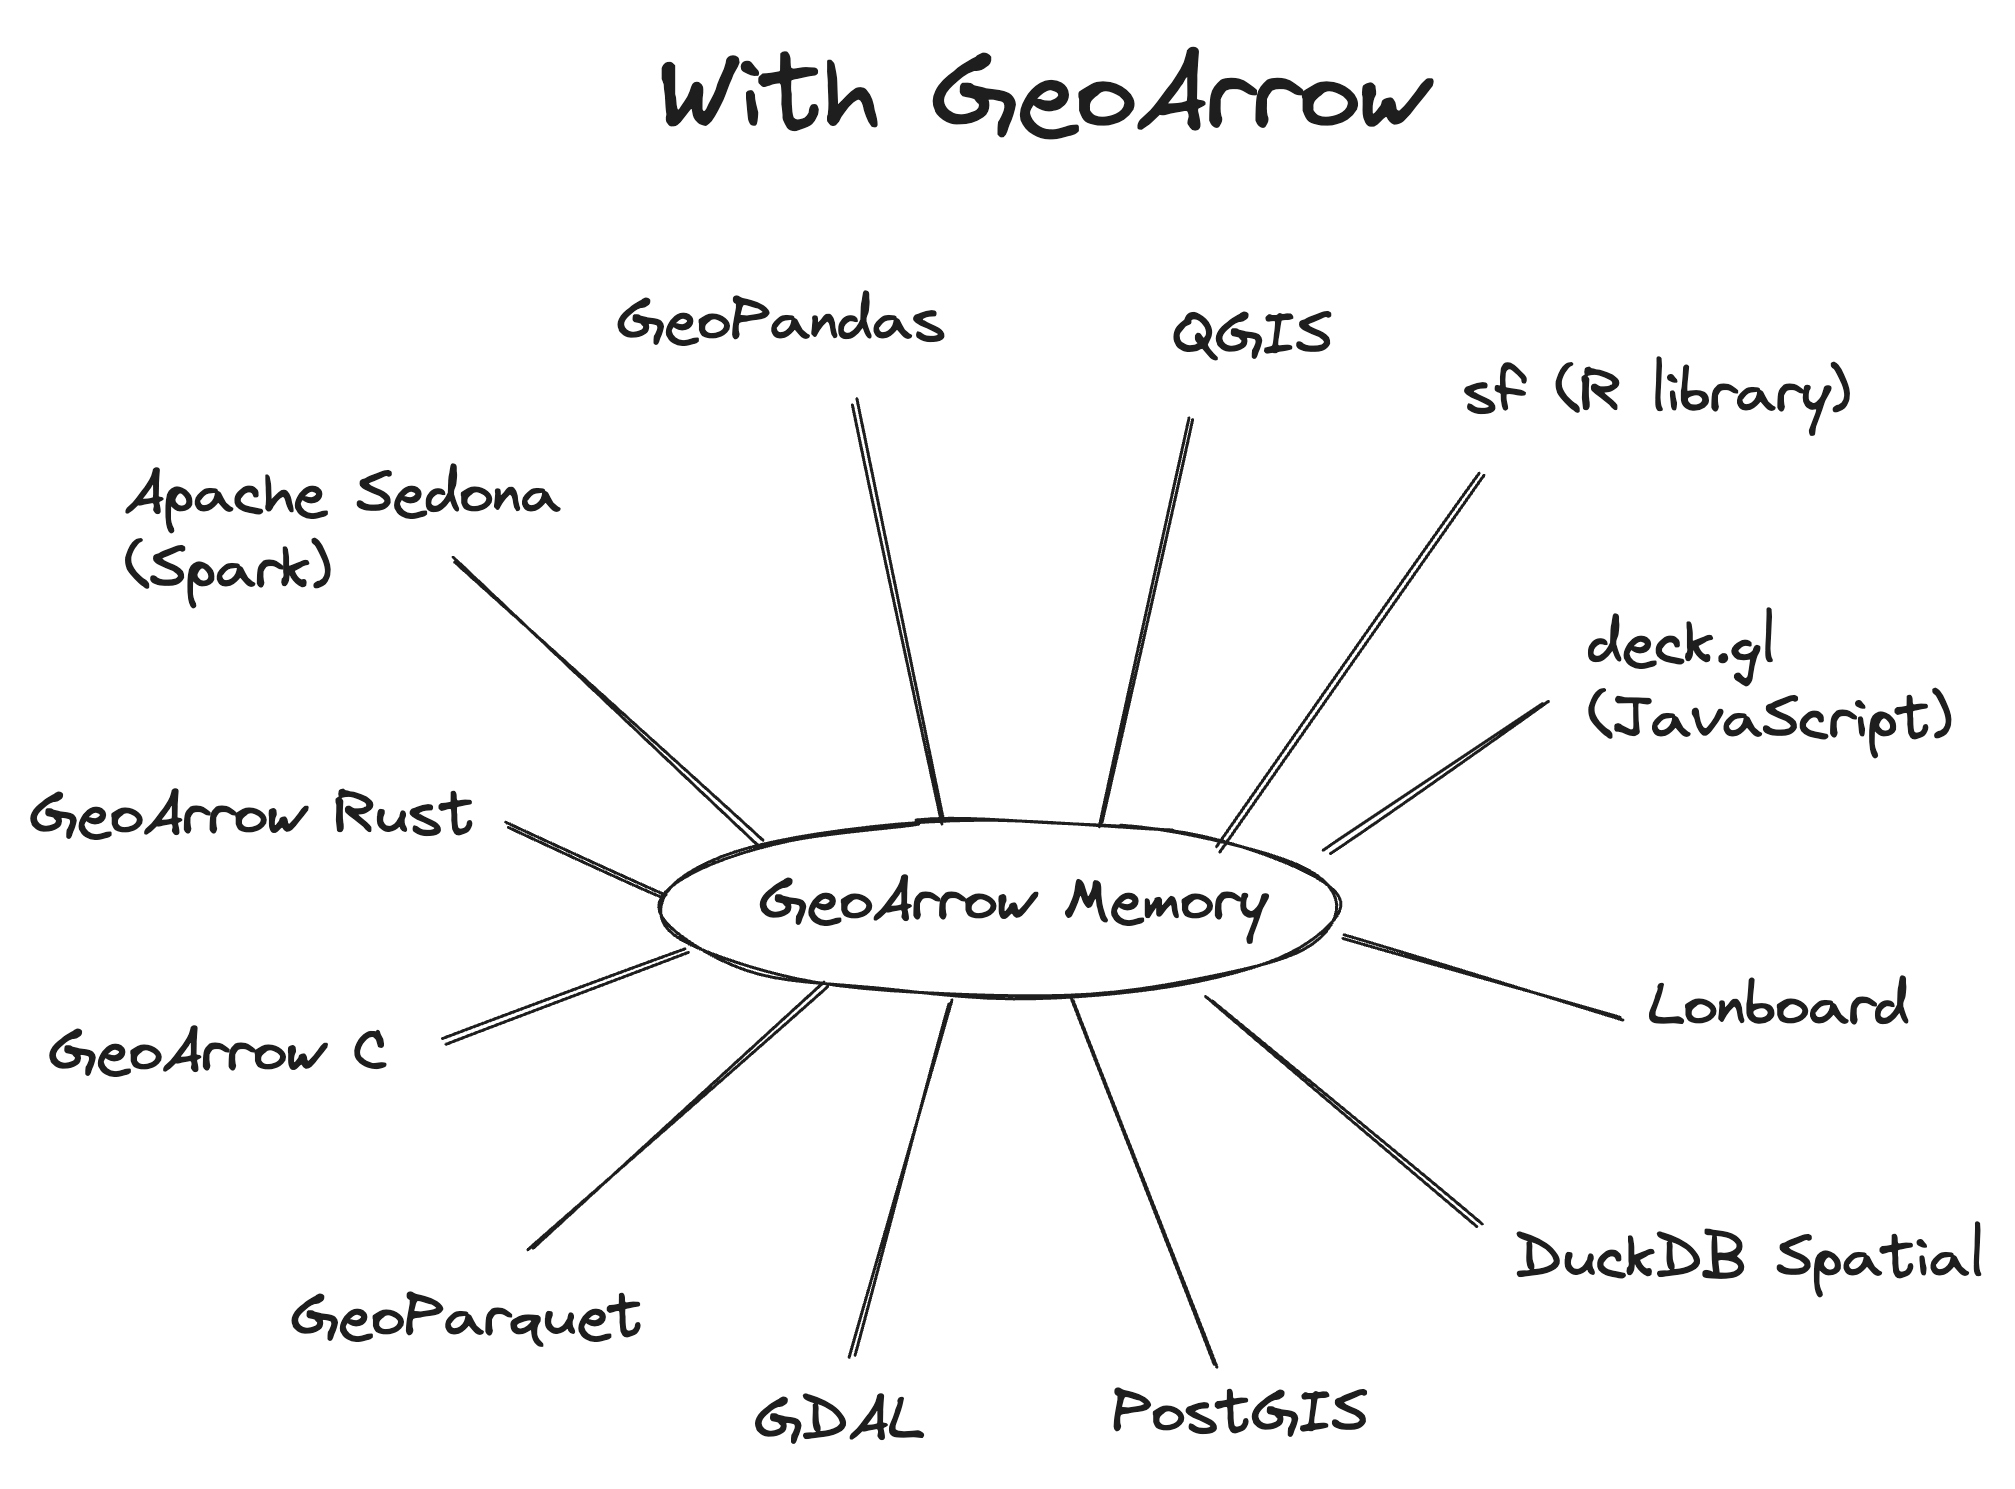 With GeoArrow
GeoPandas
QGIS
sf (R library)
Apache Sedona
(Spark)
deck.gl
(JavaScript)
GeoArrow Rust
GeoArrow Memory
Lonboard
GeoArrow C
DuckDB Spatial
GeoParquet
GDAL
PostGIS